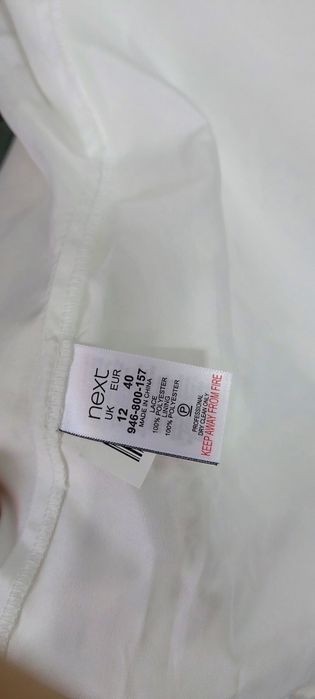 next
UK EUR
12 40
946-800-157
MADE IN CHINA
LACE
100% POLYESTER
LINING
100% POLYESTER
P
PROFESSIONAL
DRY CLEAN ONLY
KEEP AWAY FROM FIRE